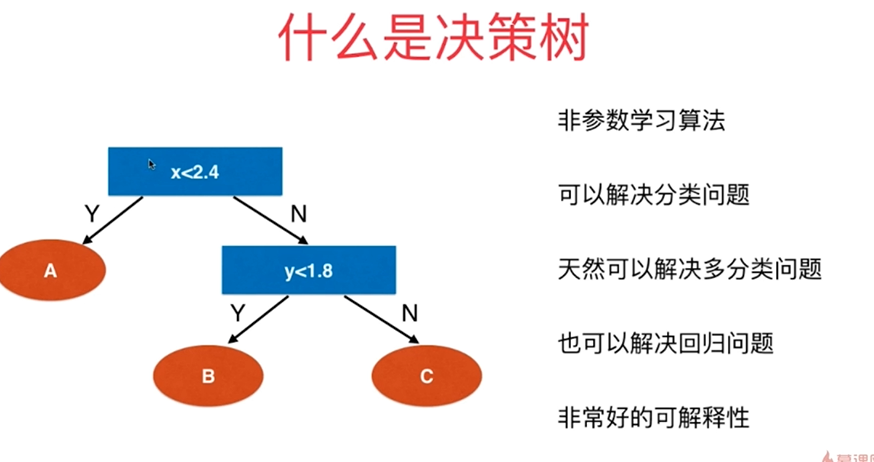 什么是决策树
非参数学习算法
x<2.4
可以解决分类问题
Y
N
A
y<1.8
天然可以解决多分类问题
Y
N
也可以解决回归问题
B
C
非常好的可解释性